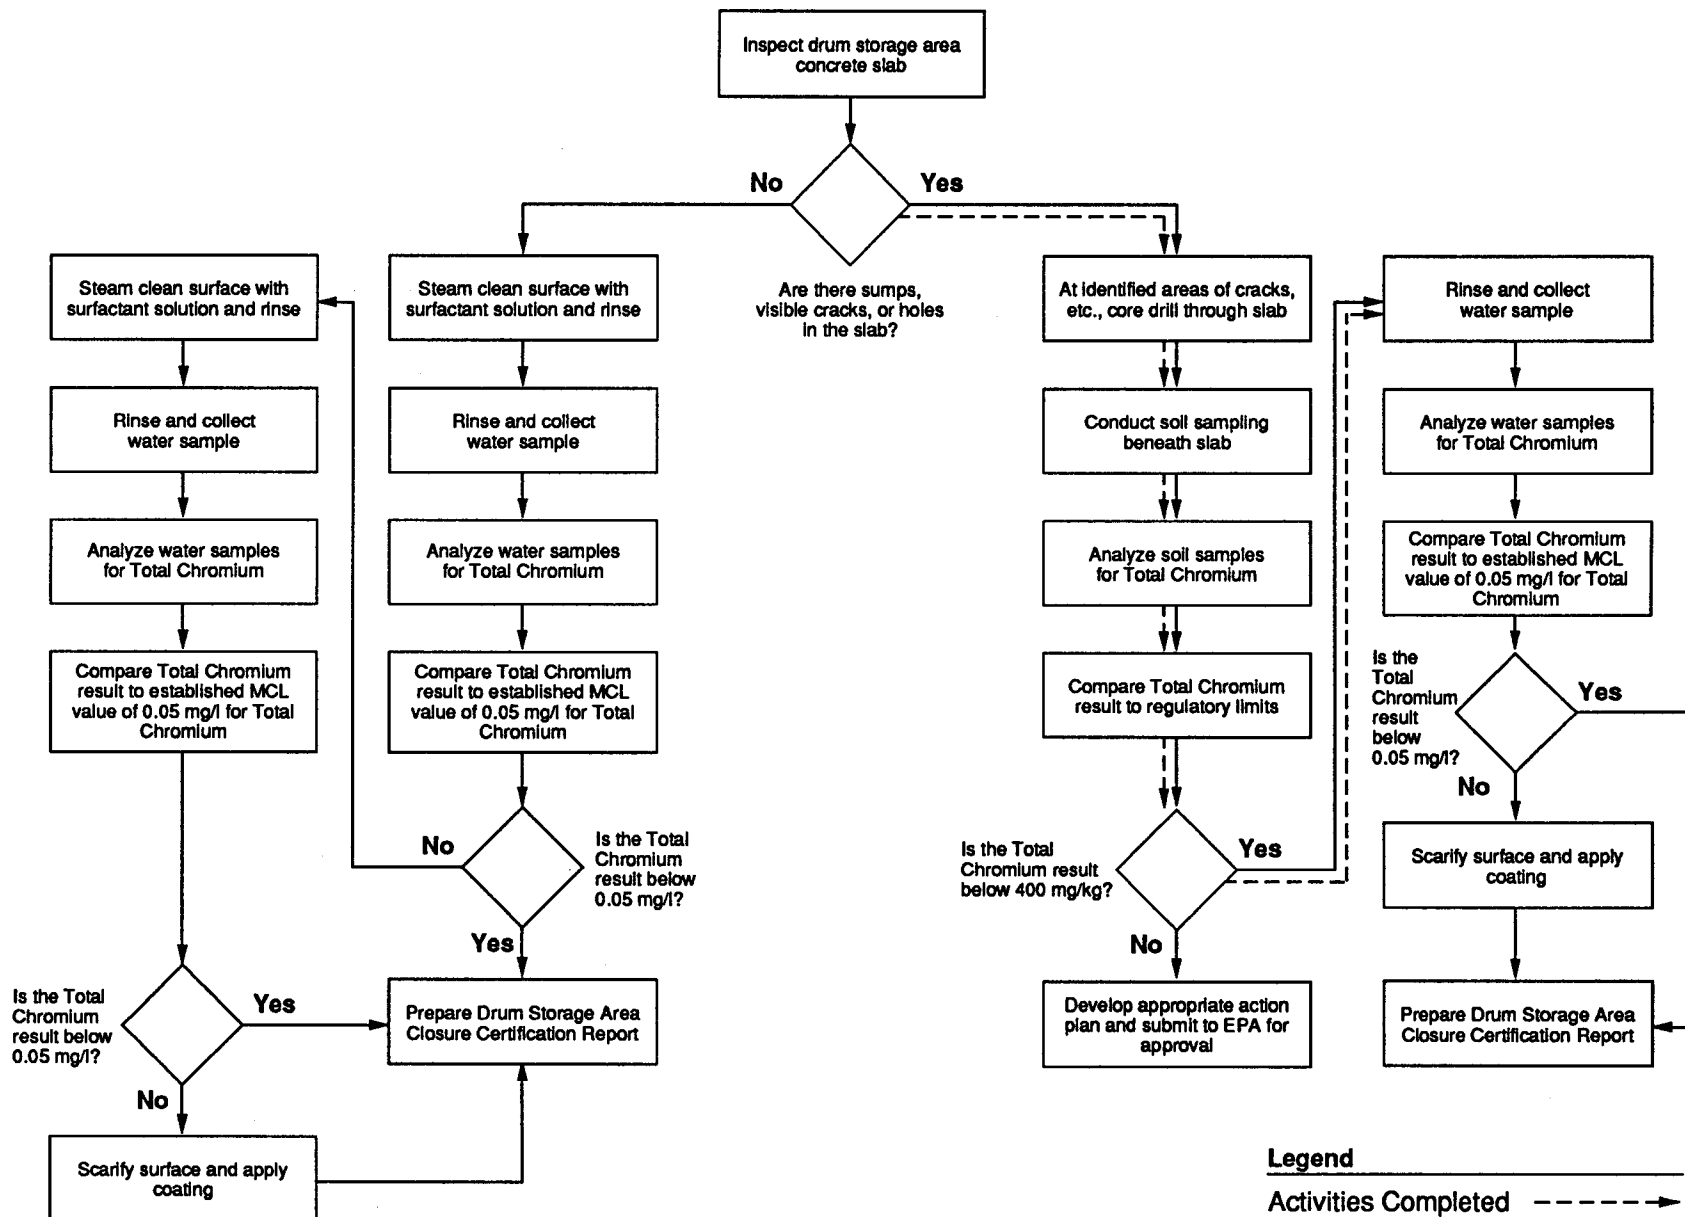 Inspect drum storage area
concrete slab
No
Yes
Are there sumps,
visible cracks, or holes
in the slab?
Steam clean surface with
surfactant solution and rinse
Rinse and collect
water sample
Analyze water samples
for Total Chromium
Compare Total Chromium
result to established MCL
value of 0.05 mg/l for Total
Chromium
Is the Total
Chromium
result below
0.05 mg/l?
Yes
No
Scarify surface and apply
coating
Steam clean surface with
surfactant solution and rinse
Rinse and collect
water sample
Analyze water samples
for Total Chromium
Compare Total Chromium
result to established MCL
value of 0.05 mg/l for Total
Chromium
No
Is the Total
Chromium
result below
0.05 mg/l?
Yes
Prepare Drum Storage Area
Closure Certification Report
At identified areas of cracks,
etc., core drill through slab
Conduct soil sampling
beneath slab
Analyze soil samples
for Total Chromium
Compare Total Chromium
result to regulatory limits
Is the Total
Chromium result
below 400 mg/kg?
Yes
No
Develop appropriate action
plan and submit to EPA for
approval
Rinse and collect
water sample
Analyze water samples
for Total Chromium
Compare Total Chromium
result to established MCL
value of 0.05 mg/l for Total
Chromium
Is the
Total
Chromium
result
below
0.05 mg/l?
Yes
No
Scarify surface and apply
coating
Prepare Drum Storage Area
Closure Certification Report
Legend
Activities Completed